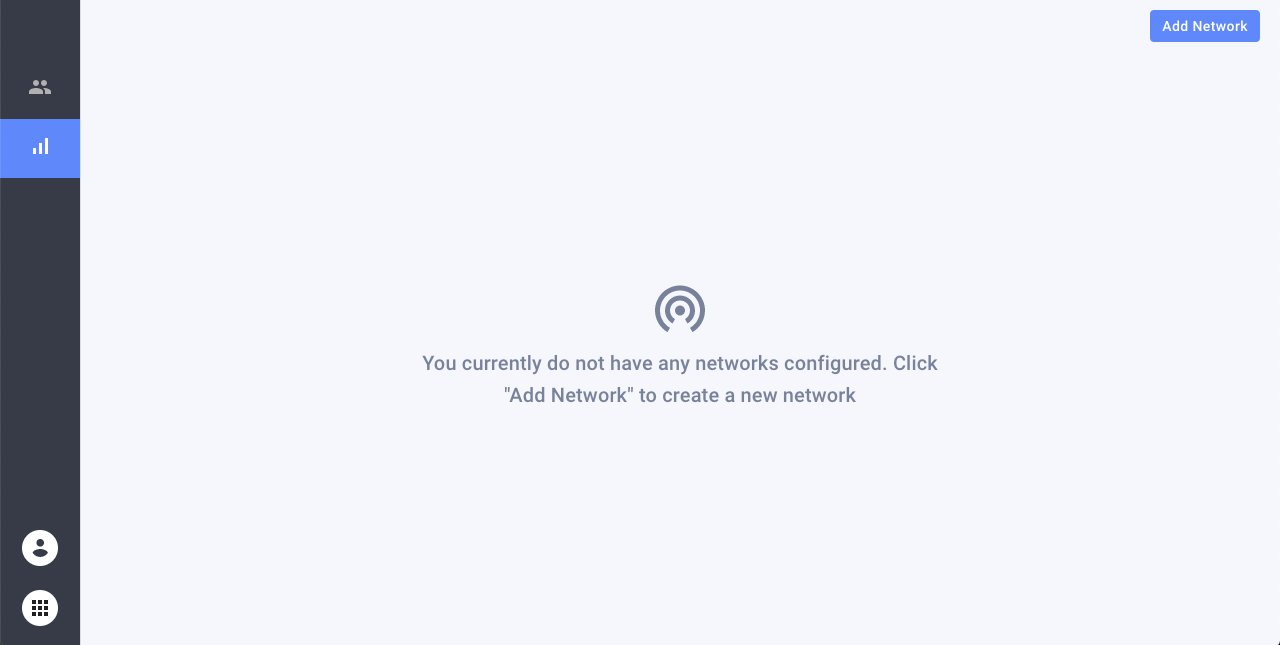 Add Network
You currently do not have any networks configured. Click
"Add Network" to create a new network